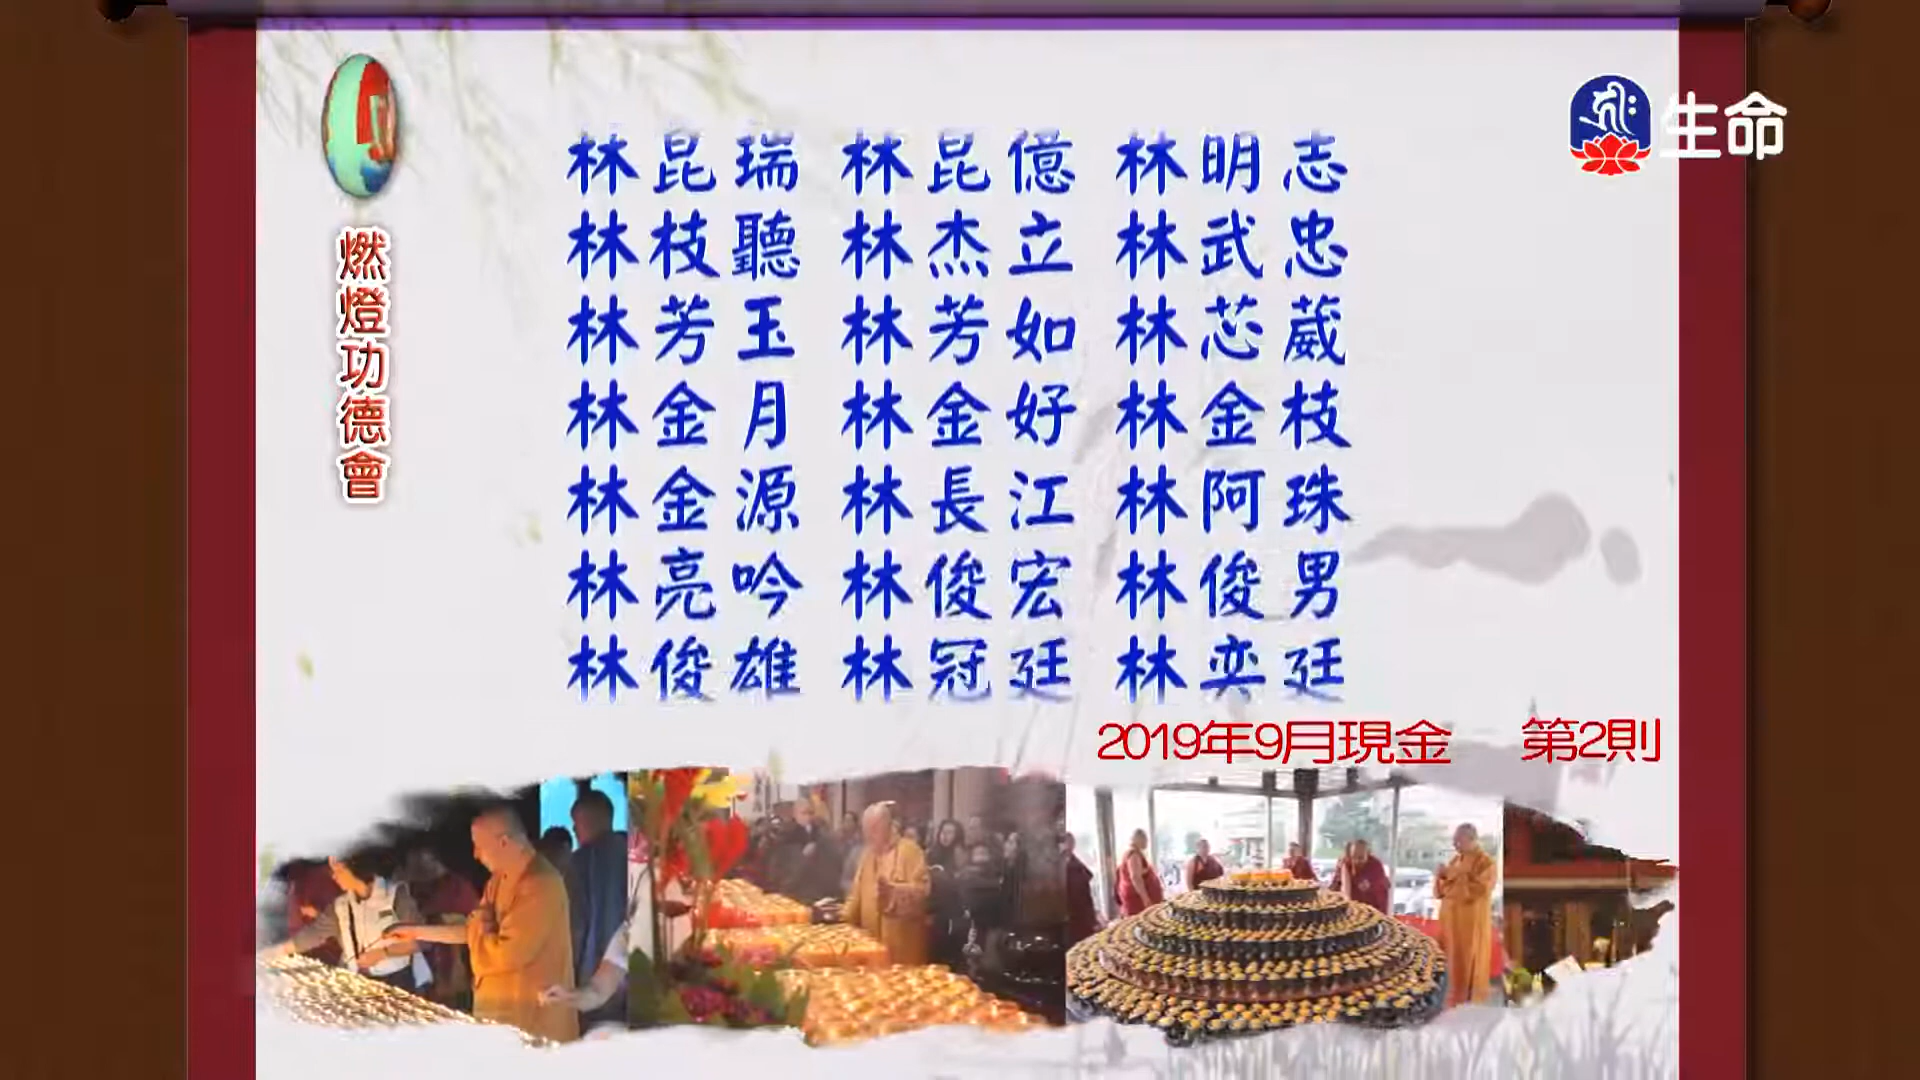 生命
燃燈功德會
林昆瑞 林昆億 林明志
林枝聽 林杰立 林武忠
林芳玉 林芳如 林芯葳
林金月 林金好 林金枝
林金源 林長江 林阿珠
林亮吟 林俊宏 林俊男
林俊雄 林冠廷 林奕廷
2019年9月現金 第2則